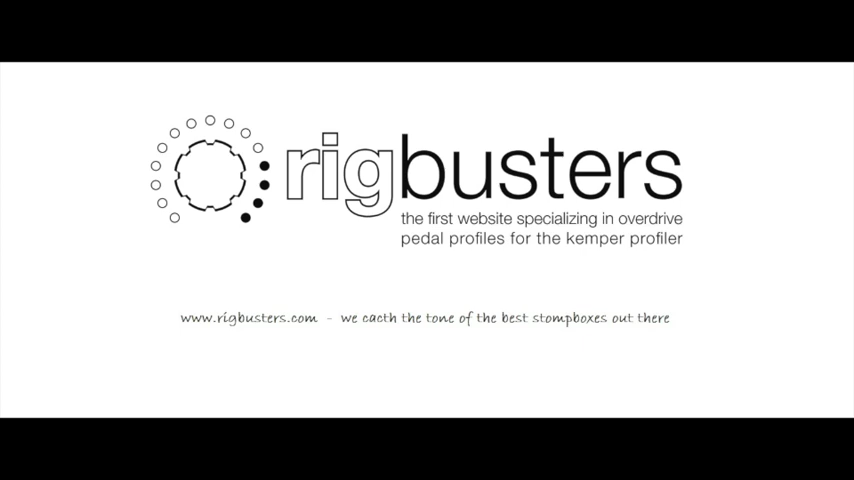 rigbusters
the first website specializing in overdrive
pedal profiles for the kemper profiler
www.rigbusters.com - we cacth the tone of the best stompboxes out there